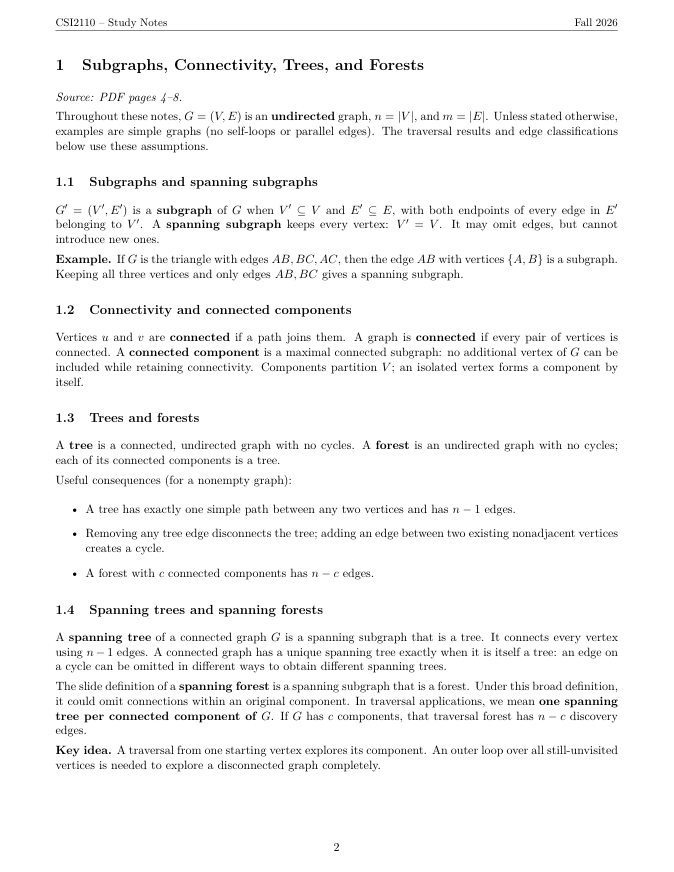 CSI2110 – Study Notes Fall 2026
1 Subgraphs, Connectivity, Trees, and Forests
Source: PDF pages 4–8.
Throughout these notes, G = (V, E) is an undirected graph, n = |V|, and m = |E|. Unless stated otherwise,
examples are simple graphs (no self-loops or parallel edges). The traversal results and edge classifications
below use these assumptions.
1.1 Subgraphs and spanning subgraphs
G′ = (V′, E′) is a subgraph of G when V′ ⊆ V and E′ ⊆ E, with both endpoints of every edge in E′
belonging to V′. A spanning subgraph keeps every vertex: V′ = V. It may omit edges, but cannot
introduce new ones.
Example. If G is the triangle with edges AB, BC, AC, then the edge AB with vertices {A, B} is a subgraph.
Keeping all three vertices and only edges AB, BC gives a spanning subgraph.
1.2 Connectivity and connected components
Vertices u and v are connected if a path joins them. A graph is connected if every pair of vertices is
connected. A connected component is a maximal connected subgraph: no additional vertex of G can be
included while retaining connectivity. Components partition V; an isolated vertex forms a component by
itself.
1.3 Trees and forests
A tree is a connected, undirected graph with no cycles. A forest is an undirected graph with no cycles;
each of its connected components is a tree.
Useful consequences (for a nonempty graph):
• A tree has exactly one simple path between any two vertices and has n − 1 edges.
• Removing any tree edge disconnects the tree; adding an edge between two existing nonadjacent vertices
creates a cycle.
• A forest with c connected components has n − c edges.
1.4 Spanning trees and spanning forests
A spanning tree of a connected graph G is a spanning subgraph that is a tree. It connects every vertex
using n − 1 edges. A connected graph has a unique spanning tree exactly when it is itself a tree: an edge on
a cycle can be omitted in different ways to obtain different spanning trees.
The slide definition of a spanning forest is a spanning subgraph that is a forest. Under this broad definition,
it could omit connections within an original component. In traversal applications, we mean one spanning
tree per connected component of G. If G has c components, that traversal forest has n − c discovery
edges.
Key idea. A traversal from one starting vertex explores its component. An outer loop over all still-unvisited
vertices is needed to explore a disconnected graph completely.
2